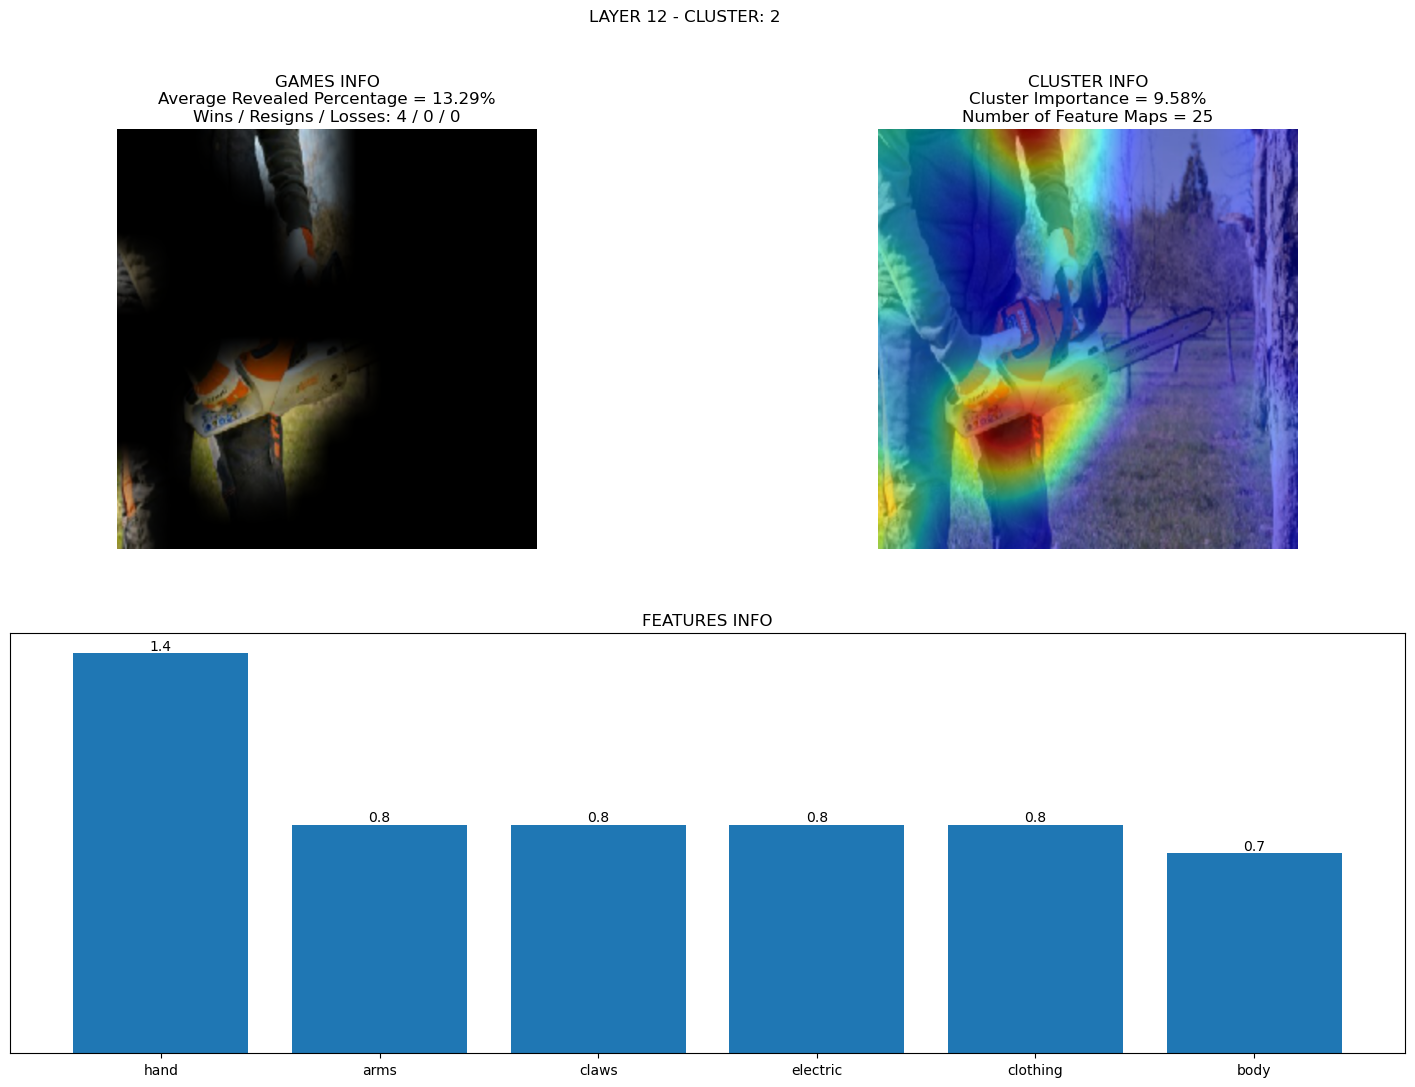 LAYER 12 - CLUSTER: 2
GAMES INFO
Average Revealed Percentage = 13.29%
Wins / Resigns / Losses: 4 / 0 / 0
CLUSTER INFO
Cluster Importance = 9.58%
Number of Feature Maps = 25
FEATURES INFO
1.4
0.8
0.8
0.8
0.8
0.7
hand
arms
claws
electric
clothing
body